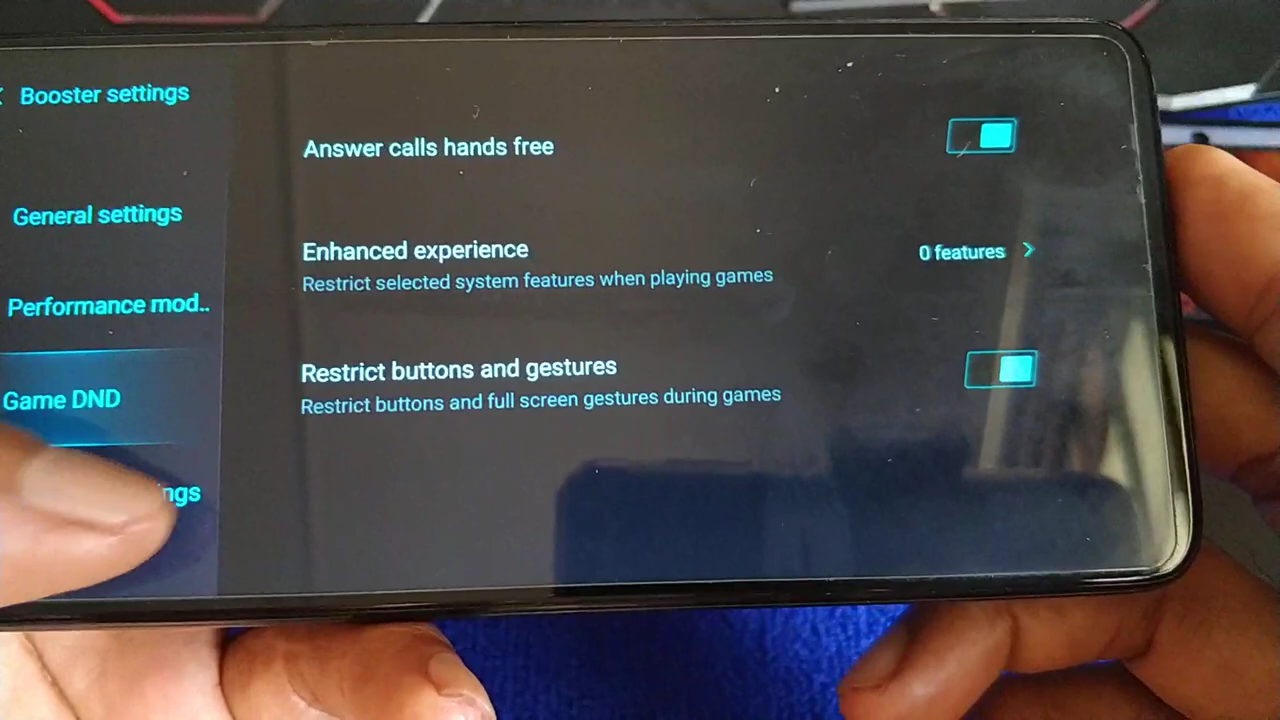 Booster settings
General settings
Performance mod..
Game DND
Answer calls hands free
Enhanced experience
Restrict selected system features when playing games
0 features
Restrict buttons and gestures
Restrict buttons and full screen gestures during games